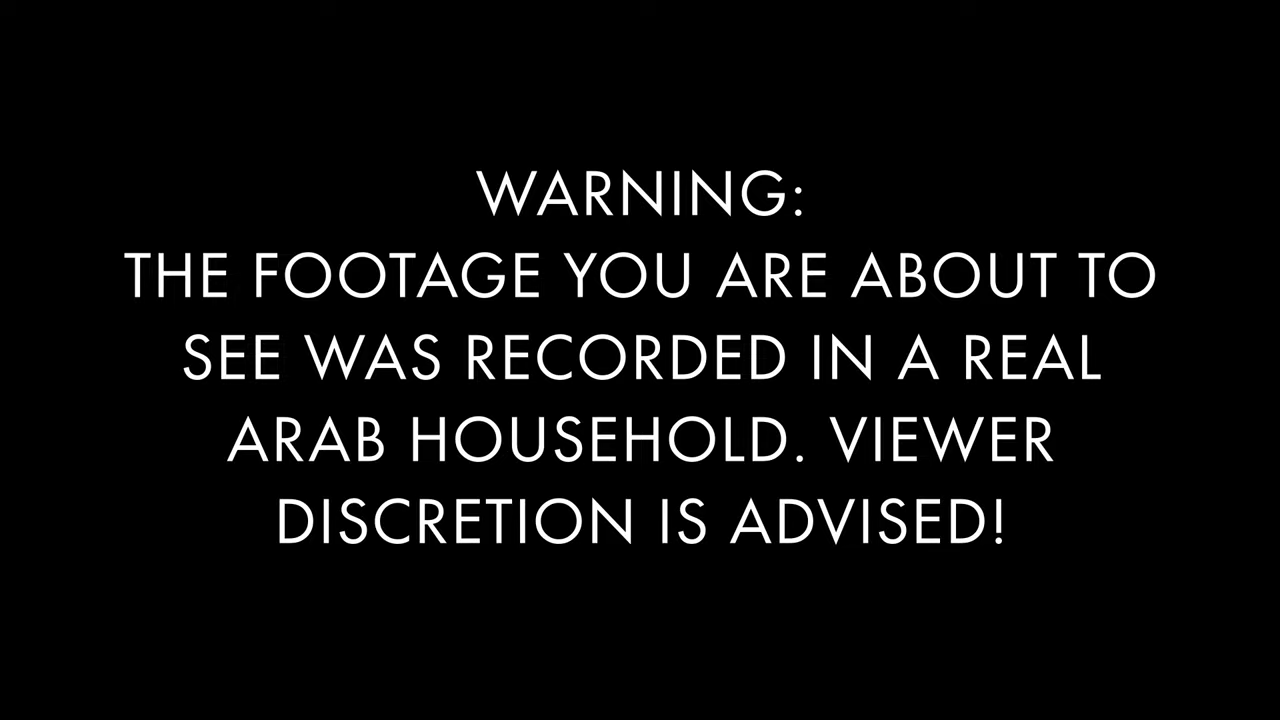 WARNING:
THE FOOTAGE YOU ARE ABOUT TO
SEE WAS RECORDED IN A REAL
ARAB HOUSEHOLD. VIEWER
DISCRETION IS ADVISED!